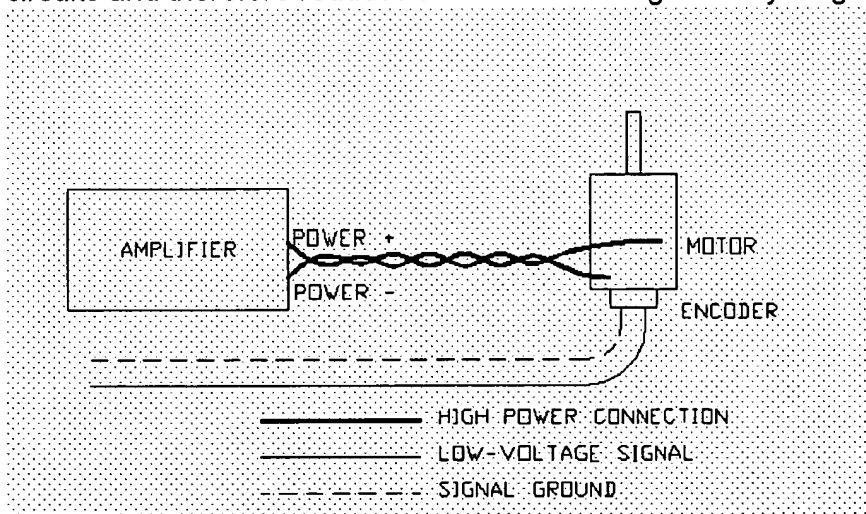 POWER +
AMPLIFIER
MOTOR
POWER -
ENCODER
HIGH POWER CONNECTION
LOW-VOLTAGE SIGNAL
SIGNAL GROUND